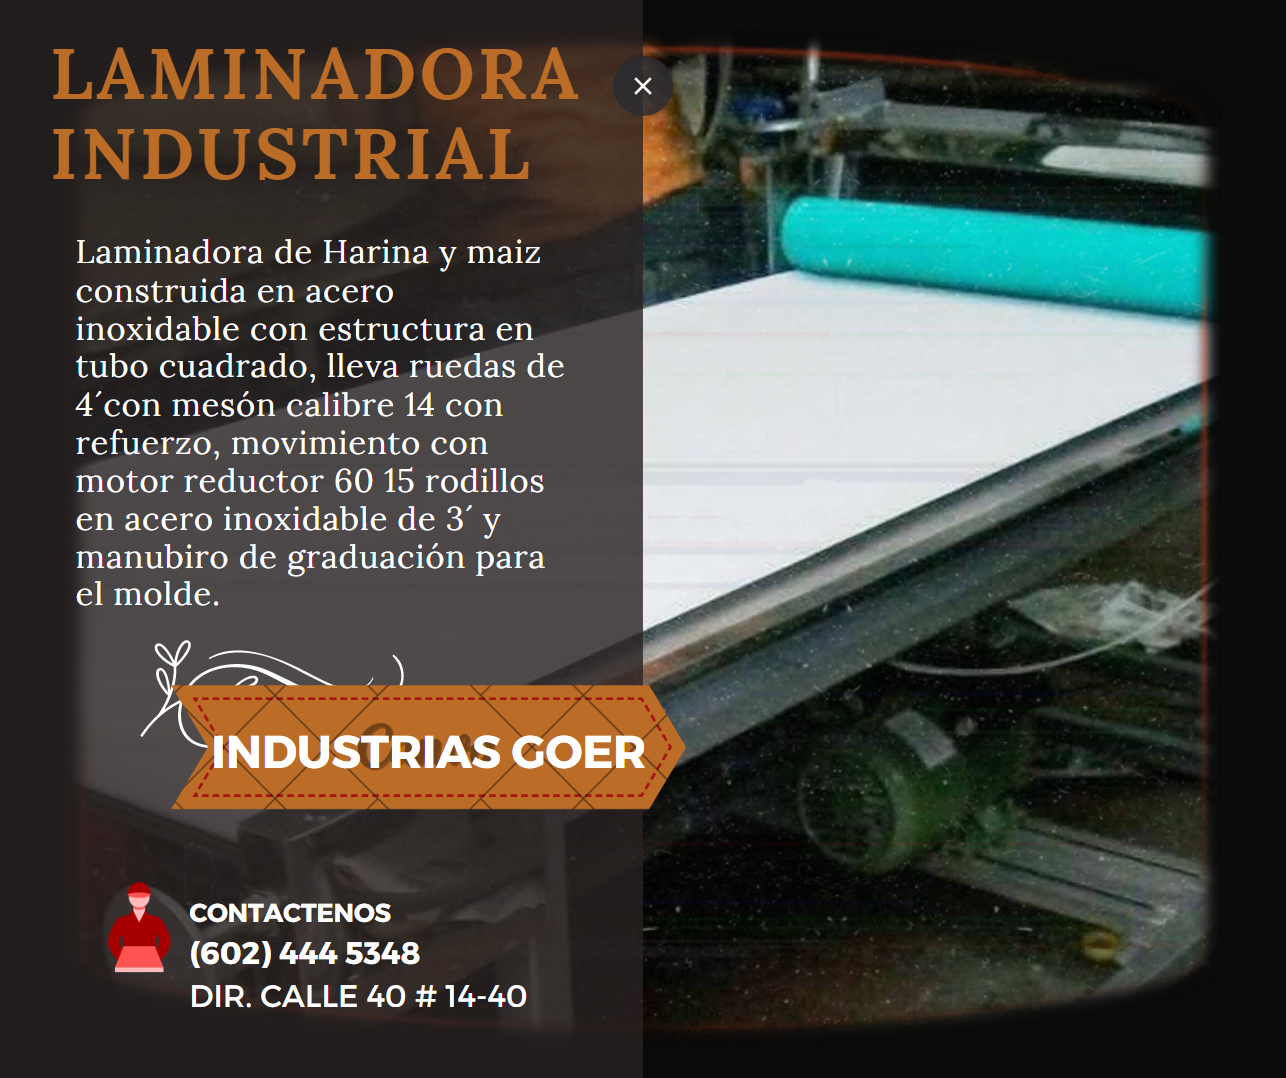 LAMINADORA
INDUSTRIAL
Laminadora de Harina y maiz
construida en acero
inoxidable con estructura en
tubo cuadrado, lleva ruedas de
4´con mesón calibre 14 con
refuerzo, movimiento con
motor reductor 60 15 rodillos
en acero inoxidable de 3´ y
manubiro de graduación para
el molde.
INDUSTRIAS GOER
CONTACTENOS
(602) 444 5348
DIR. CALLE 40 # 14-40